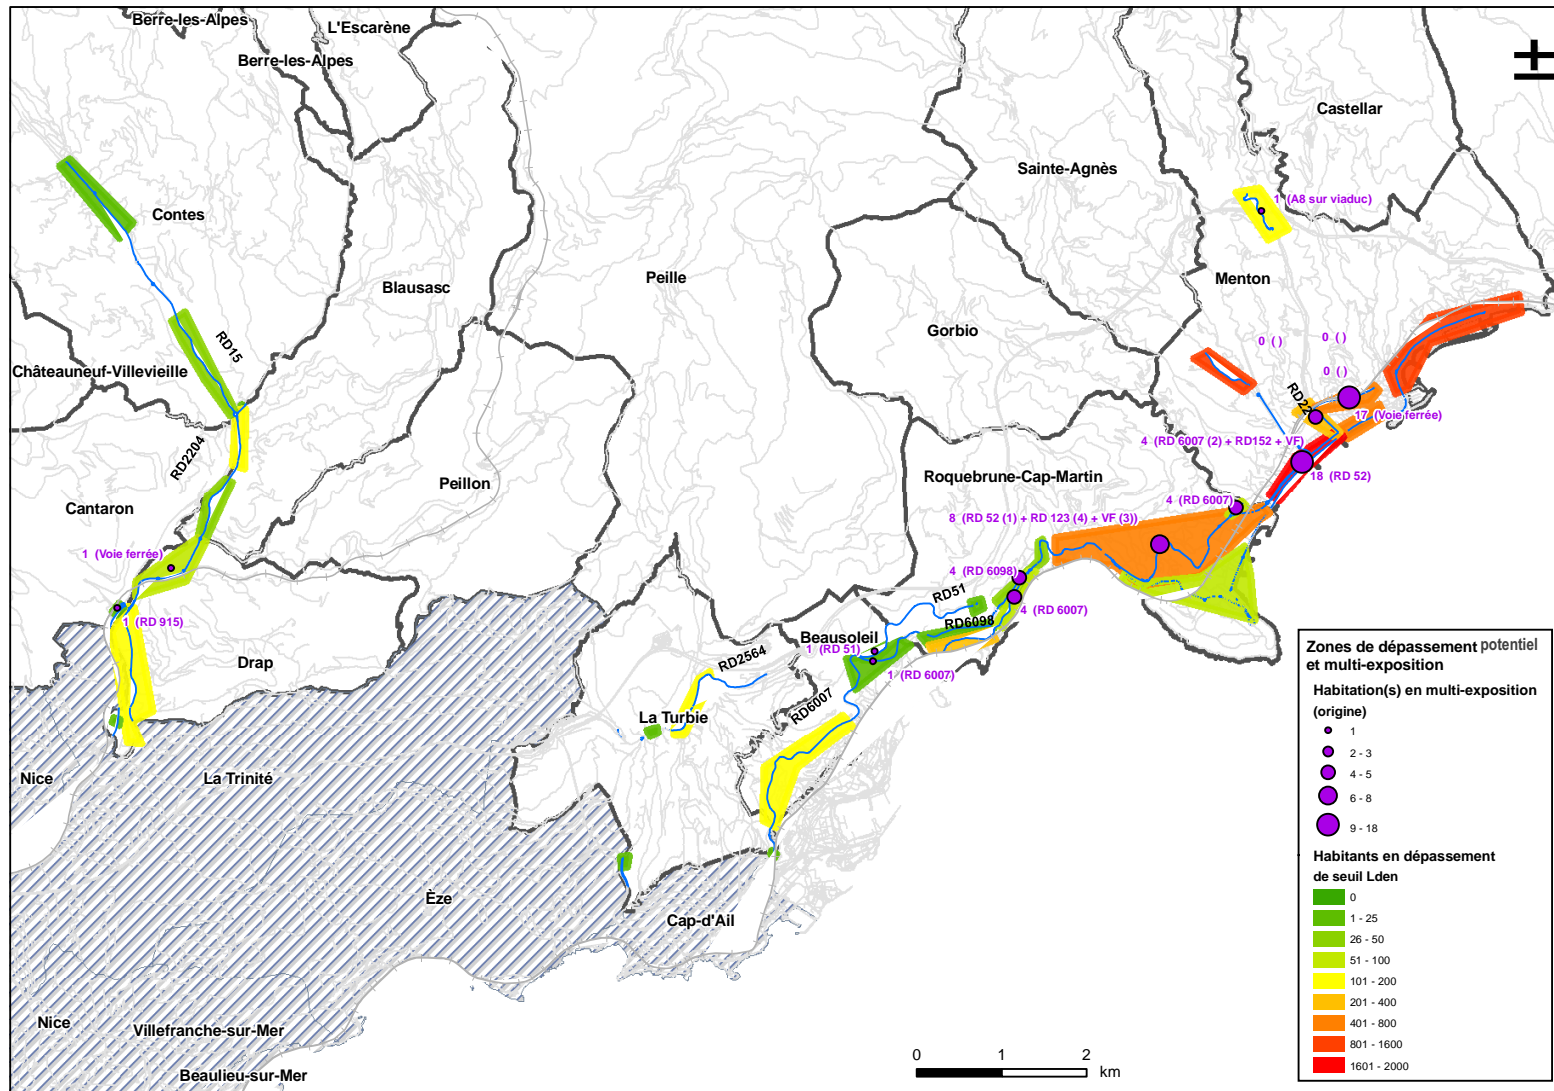 Berre-les-Alpes
L'Escarène
Berre-les-Alpes
Castellar
Sainte-Agnès
1 (A8 sur viaduc)
Contes
Peille
Menton
Blausasc
Gorbio
0 ( )
0 ( )
0 ( )
RD15
Châteauneuf-Villevieille
RD22
17 (Voie ferrée)
4 (RD 6007 (2) + RD152 + VF)
RD2204
Roquebrune-Cap-Martin
18 (RD 52)
Peillon
Cantaron
4 (RD 6007)
8 (RD 52 (1) + RD 123 (4) + VF (3))
1 (Voie ferrée)
4 (RD 6098)
RD51
4 (RD 6007)
1 (RD 915)
RD6098
Beausoleil
1 (RD 51)
Drap
RD2564
1 (RD 6007)
RD6007
La Turbie
Nice
La Trinité
Èze
Cap-d'Ail
Nice
Villefranche-sur-Mer
Beaulieu-sur-Mer
0 1 2
km
Zones de dépassement potentiel
et multi-exposition
Habitation(s) en multi-exposition
(origine)
1
2 - 3
4 - 5
6 - 8
9 - 18
Habitants en dépassement
de seuil Lden
0
1 - 25
26 - 50
51 - 100
101 - 200
201 - 400
401 - 800
801 - 1600
1601 - 2000